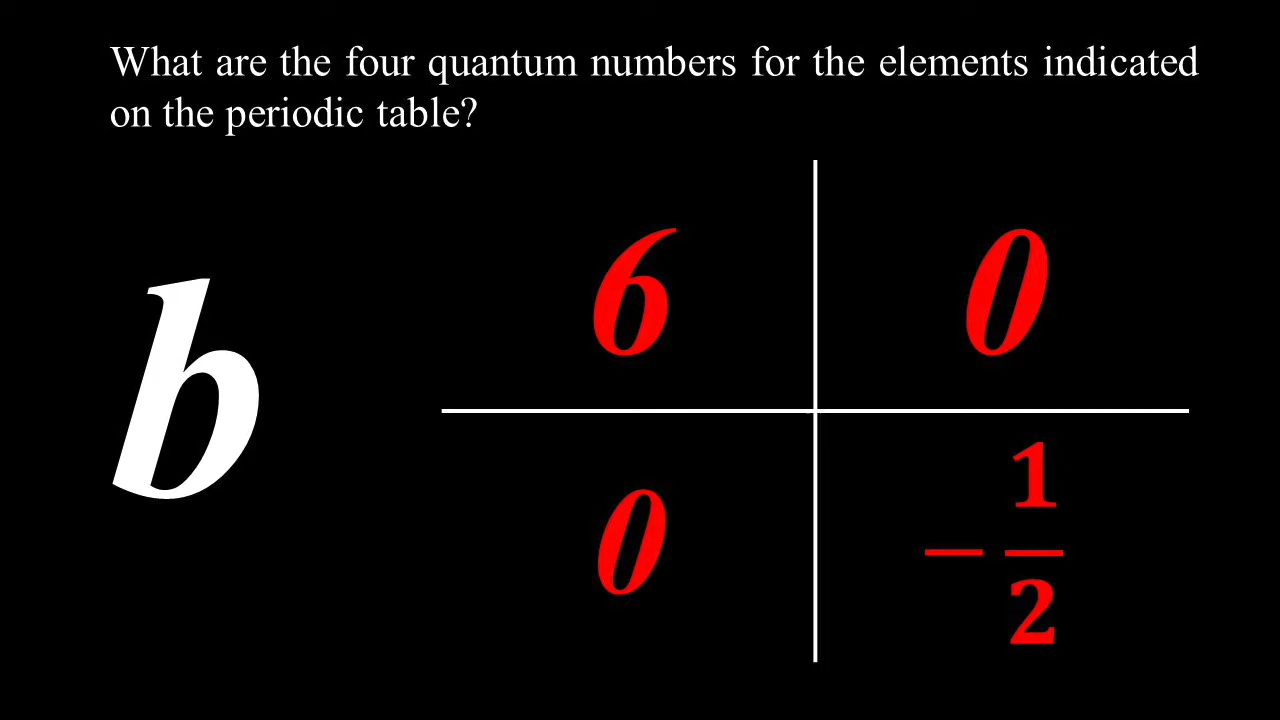 What are the four quantum numbers for the elements indicated
on the periodic table?
b
6 0
0 -1/2